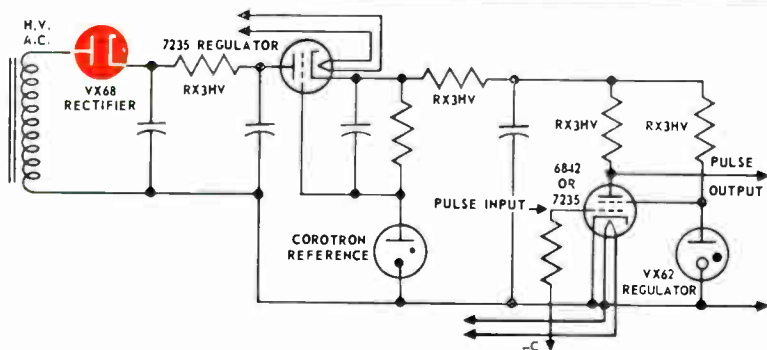 H.V.
A.C.
7235 REGULATOR
VX68
RECTIFIER
RX3HV
RX3HV
RX3HV
RX3HV
PULSE
OUTPUT
6842
OR
7235
PULSE INPUT
COROTRON
REFERENCE
VX62
REGULATOR
-C